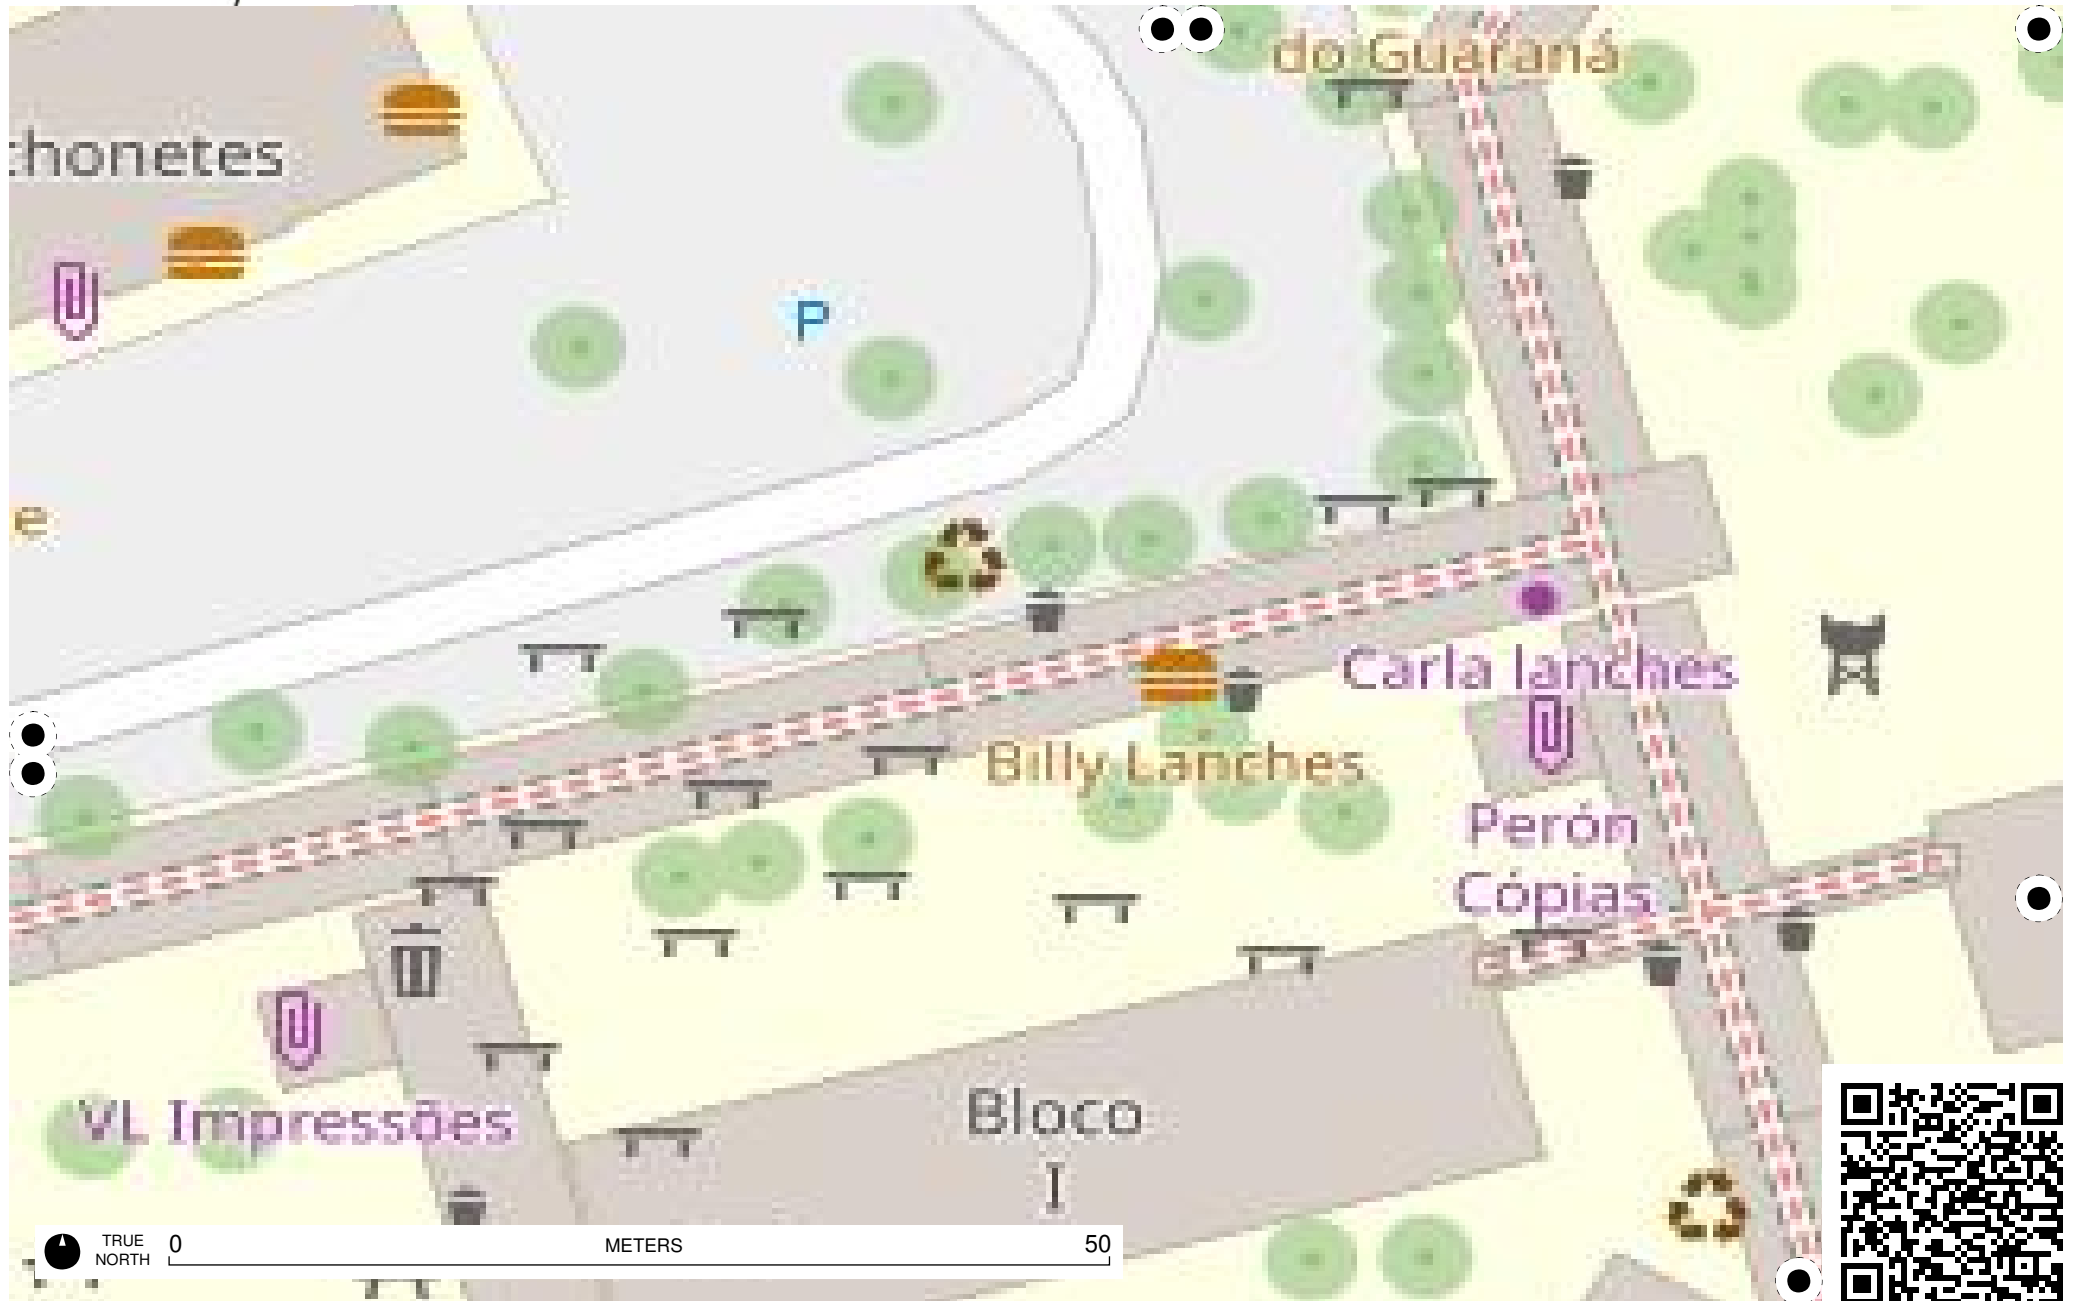 do Guaraná
chonetes
P
e
Carla lanches
Billy Lanches
Perón
Cópias
VL Impressões
Bloco
I
TRUE
NORTH
0
METERS
50